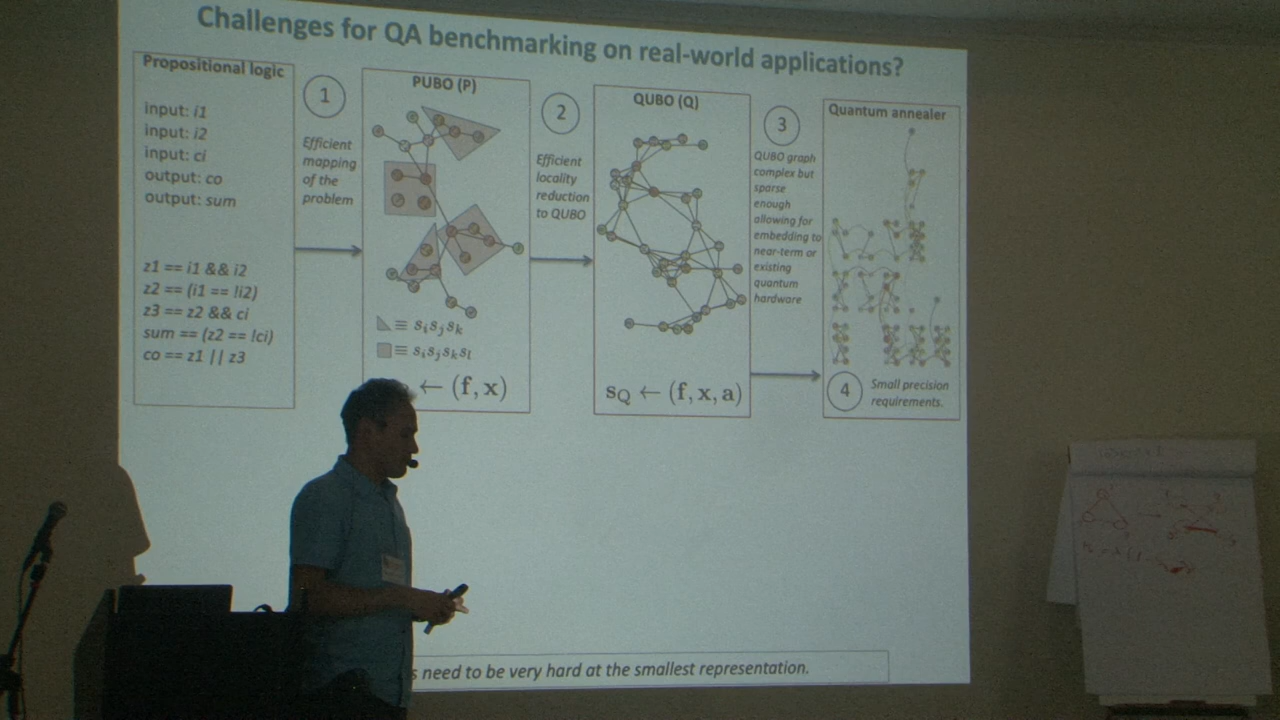 Challenges for QA benchmarking on real-world applications?
Propositional logic
input: i1
input: i2
input: ci
output: co
output: sum
z1 == i1 && i2
z2 == (i1 == !i2)
z3 == z2 && ci
sum == (z2 == !ci)
co == z1 || z3
1
Efficient
mapping
of the
problem
PUBO (P)
≡ sᵢsⱼsₖ
≡ sᵢsⱼsₖsₗ
← (f, x)
2
Efficient
locality
reduction
to QUBO
QUBO (Q)
s_Q ← (f, x, a)
3
QUBO graph
complex but
sparse
enough
allowing for
embedding to
near-term or
existing
quantum
hardware
Quantum annealer
4
Small precision
requirements.
s need to be very hard at the smallest representation.